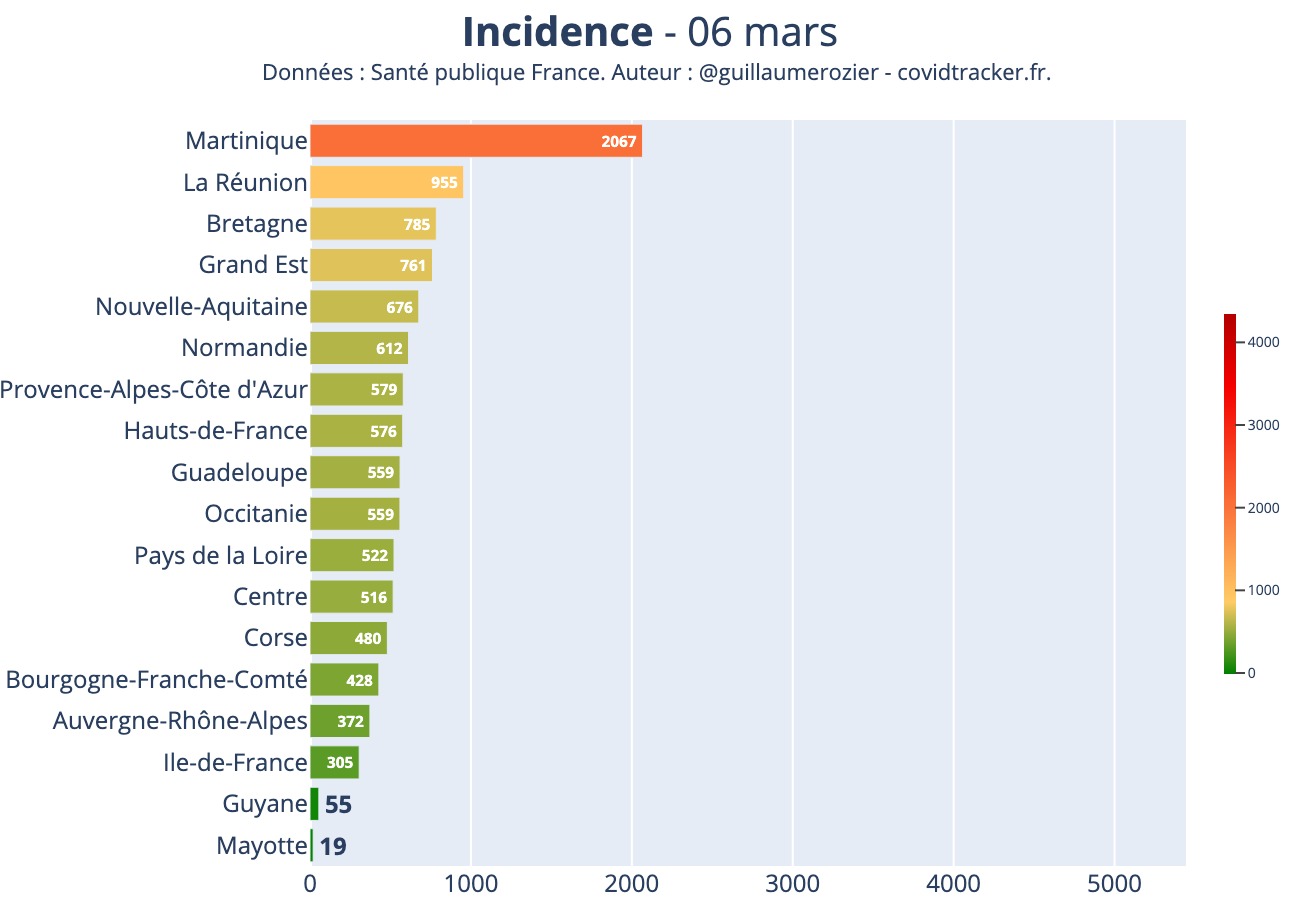 Incidence - 06 mars
Données : Santé publique France. Auteur : @guillaumerozier - covidtracker.fr.
Martinique 2067
La Réunion 955
Bretagne 785
Grand Est 761
Nouvelle-Aquitaine 676
Normandie 612
Provence-Alpes-Côte d'Azur 579
Hauts-de-France 576
Guadeloupe 559
Occitanie 559
Pays de la Loire 522
Centre 516
Corse 480
Bourgogne-Franche-Comté 428
Auvergne-Rhône-Alpes 372
Ile-de-France 305
Guyane 55
Mayotte 19
0 1000 2000 3000 4000 5000
4000
3000
2000
1000
0